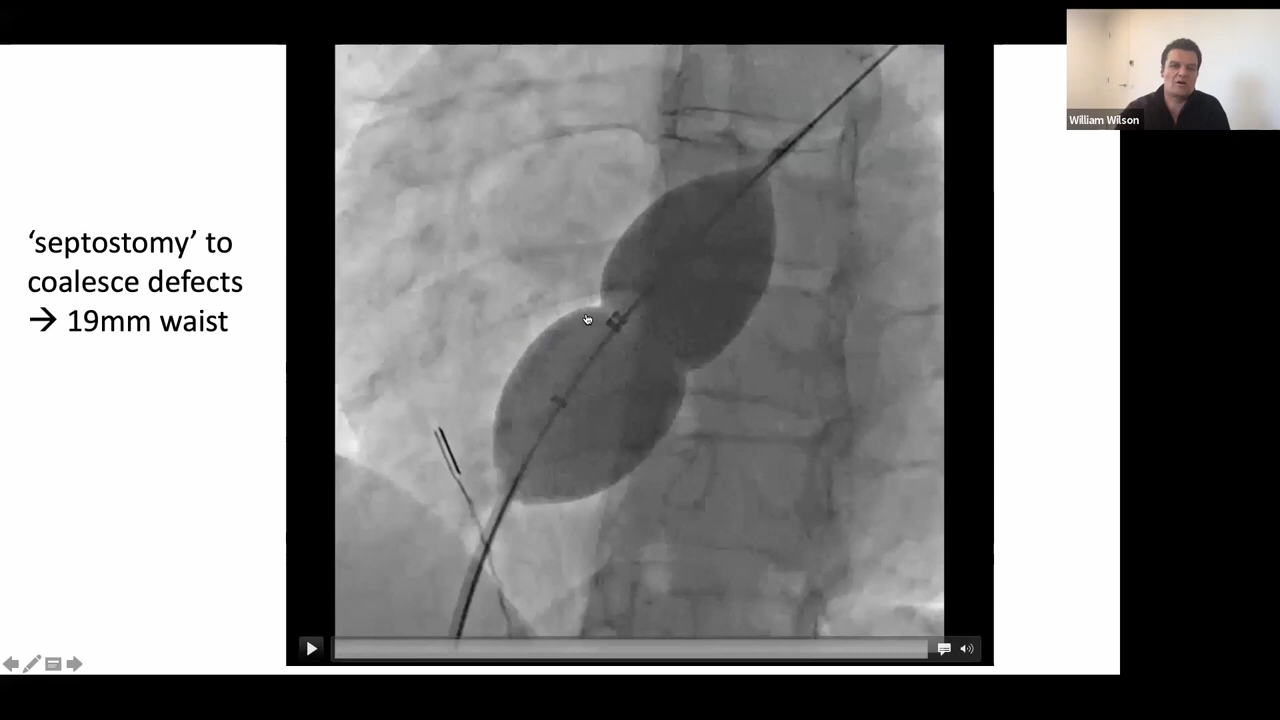 ‘septostomy’ to
coalesce defects
→ 19mm waist
William Wilson